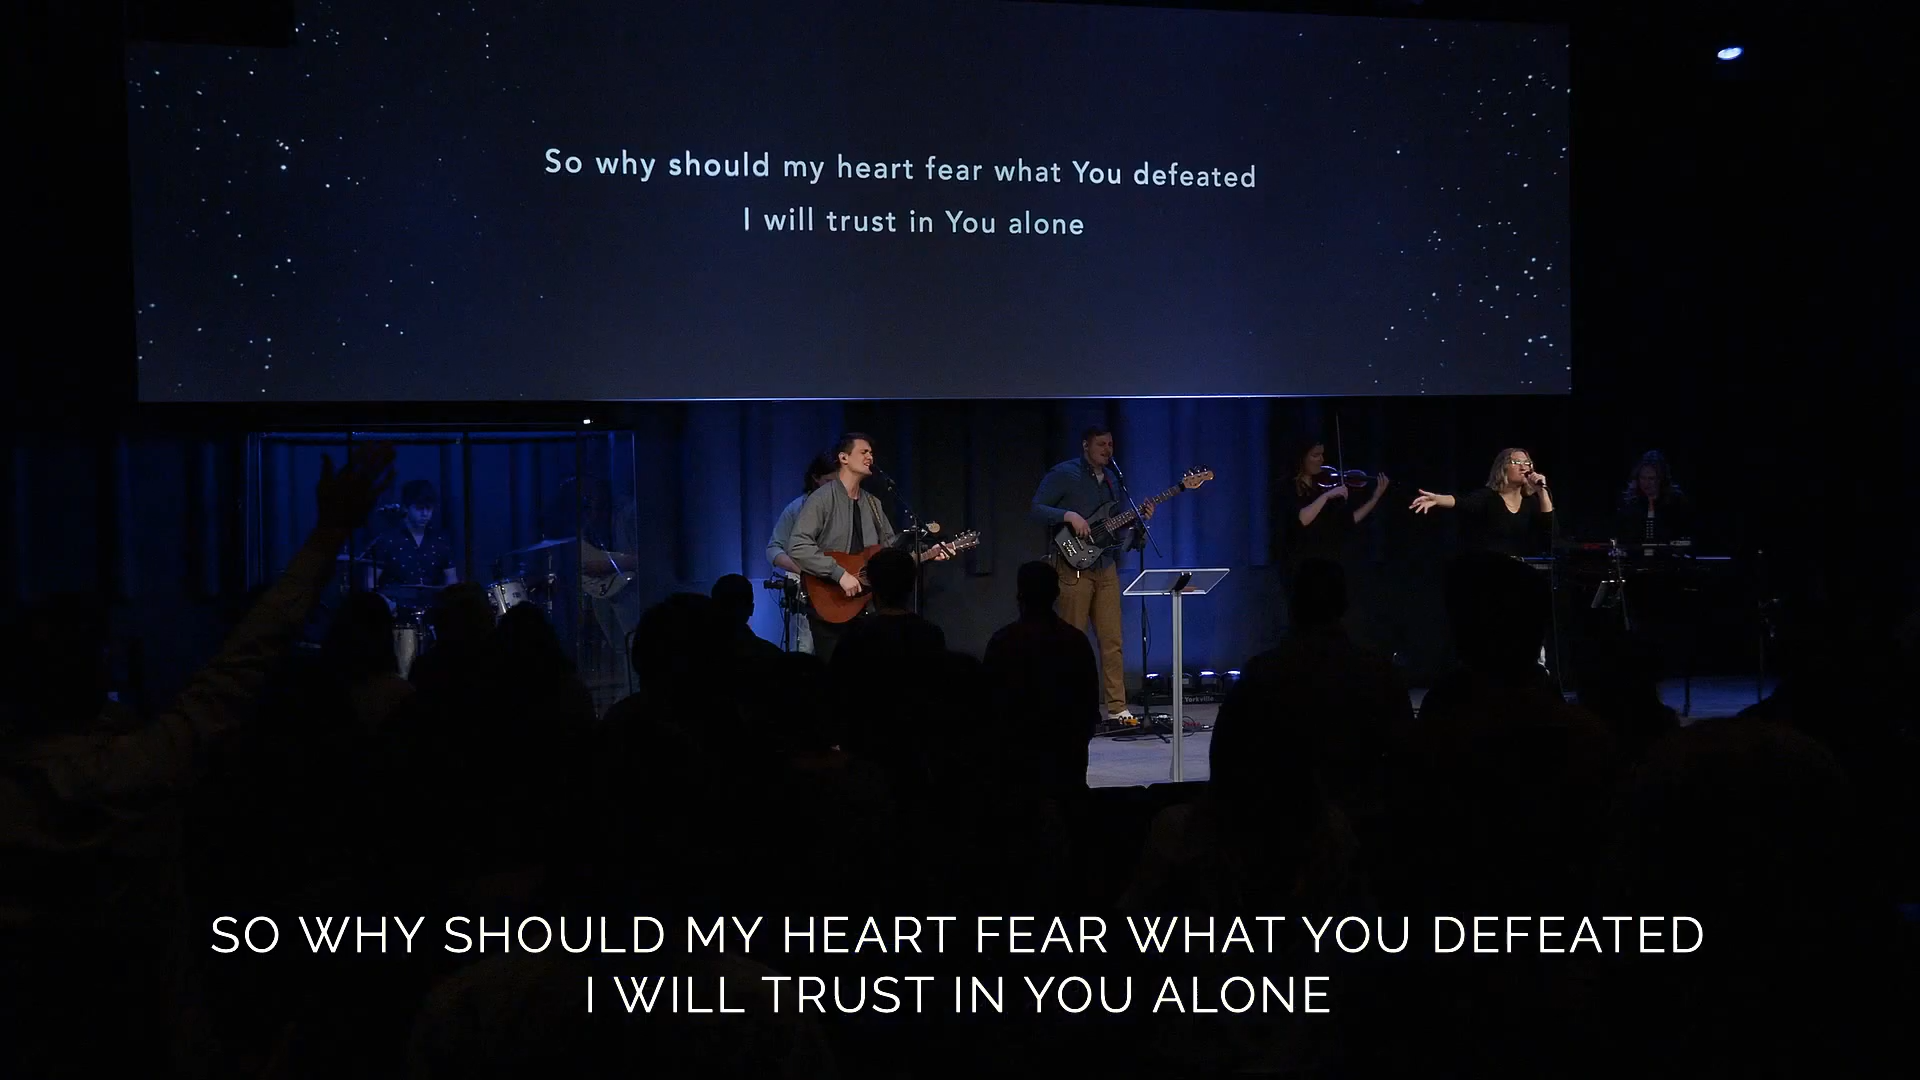 So why should my heart fear what You defeated
I will trust in You alone
Yorkville
SO WHY SHOULD MY HEART FEAR WHAT YOU DEFEATED
I WILL TRUST IN YOU ALONE